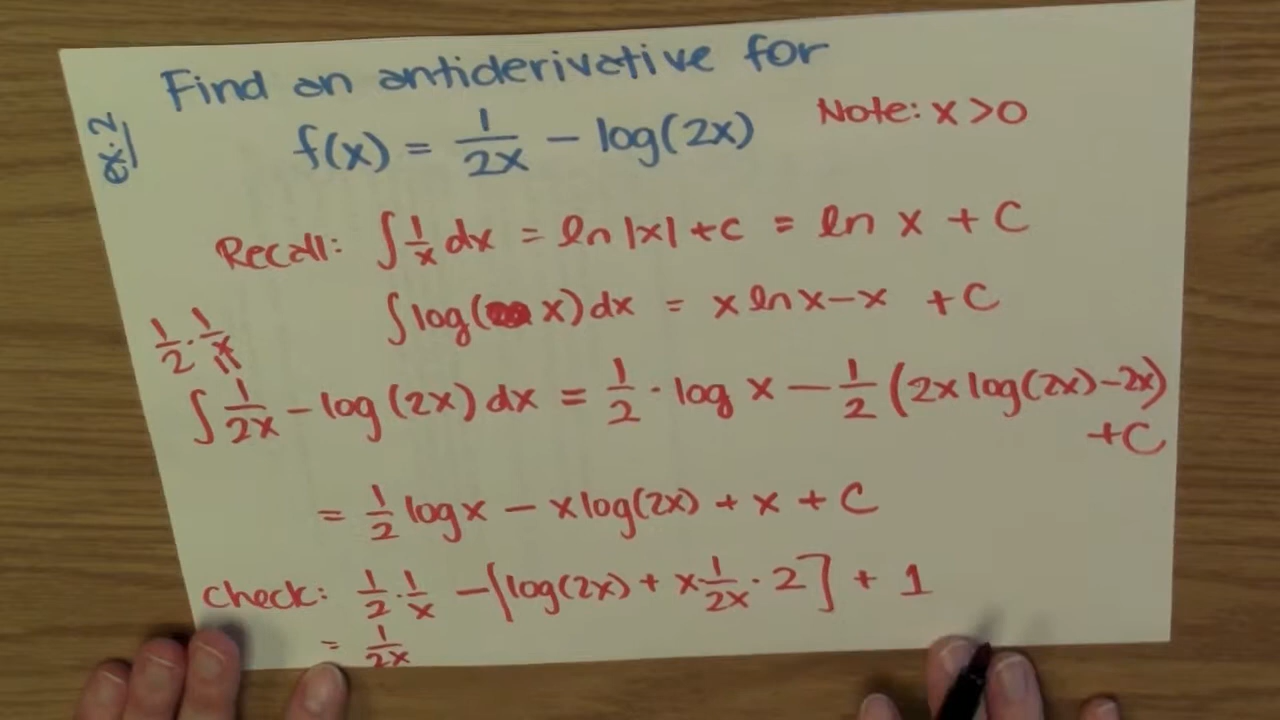 Find an antiderivative for
ex. 2
f(x) = 1/2x − log(2x) Note: x > 0
Recall: ∫ 1/x dx = ln |x| + C = ln x + C
∫ log(x) dx = x ln x − x + C
1/2 · 1/x
=
∫ 1/2x − log(2x) dx = 1/2 · log x − 1/2 (2x log(2x) − 2x)
+ C
= 1/2 log x − x log(2x) + x + C
Check: 1/2 · 1/x − [log(2x) + x · 1/2x · 2] + 1
= 1/2x